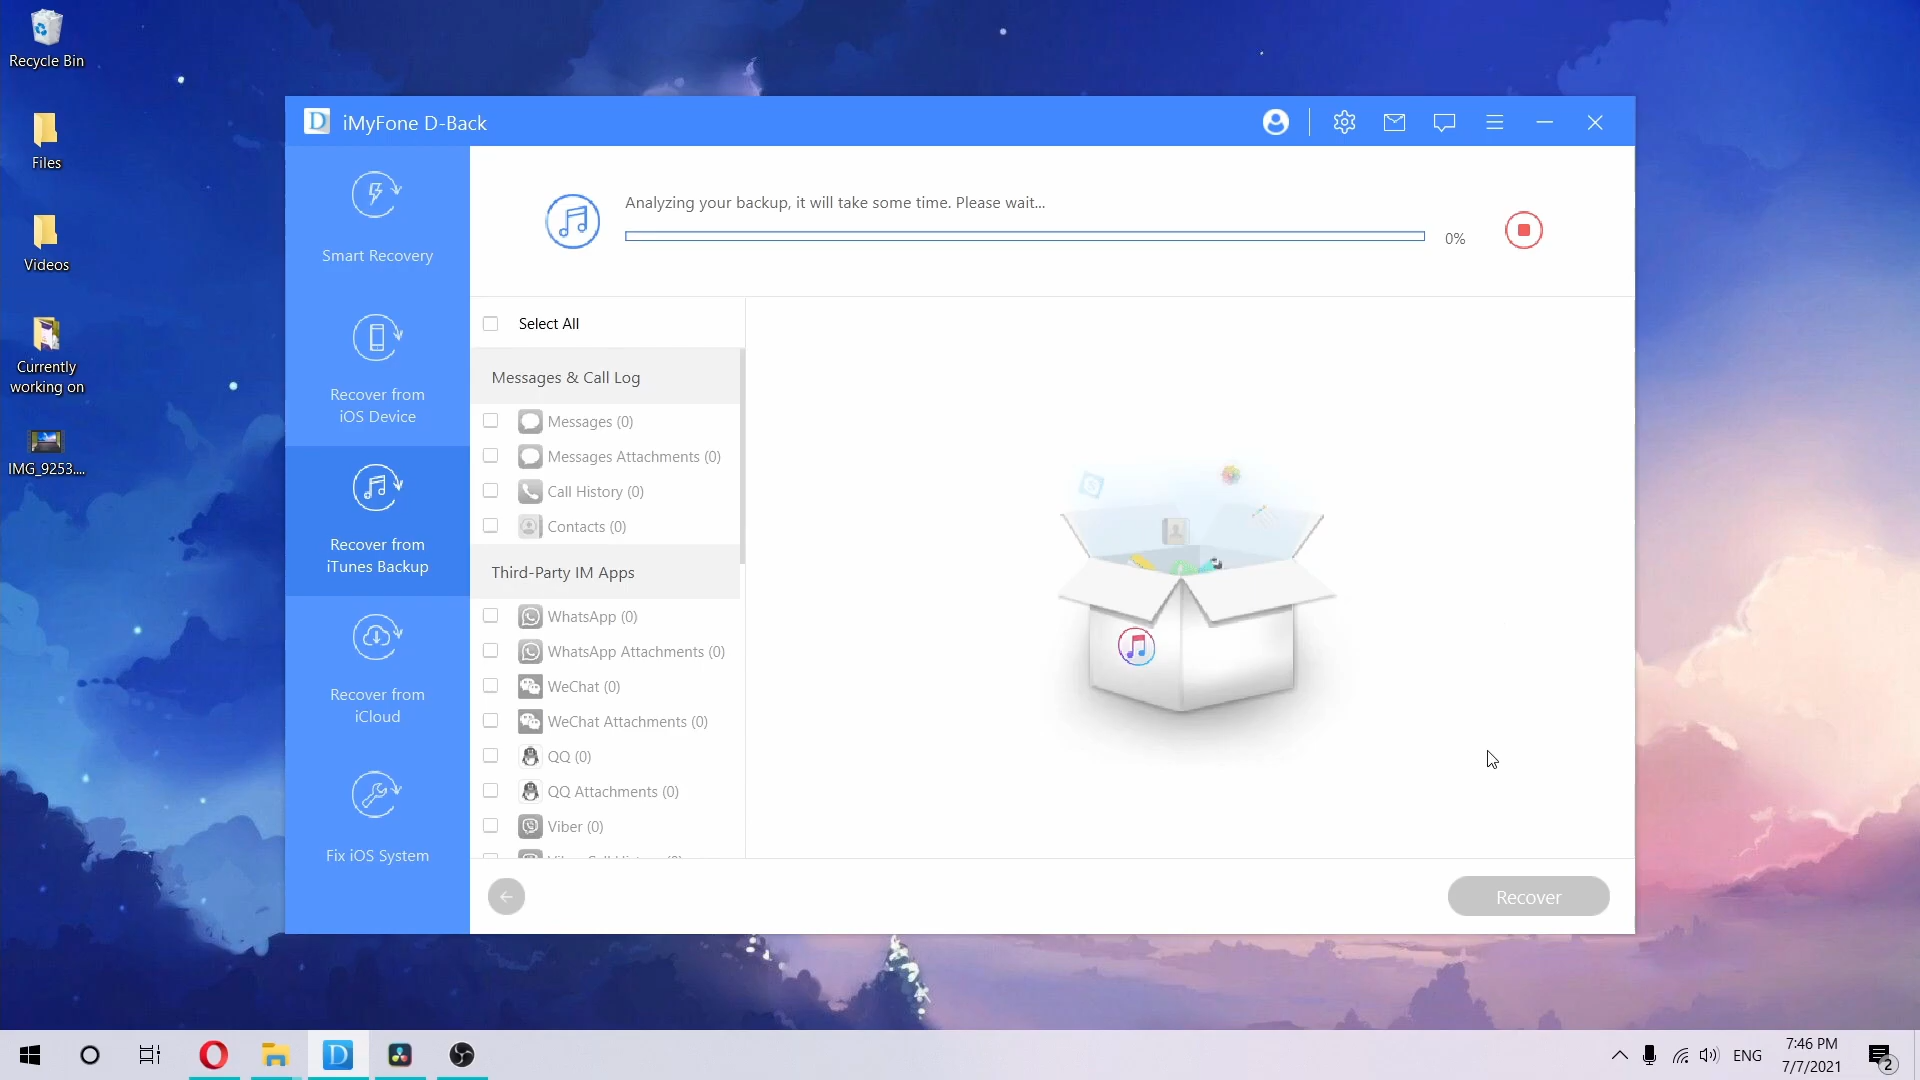 Recycle Bin
Files
Videos
Currently
working on
IMG_9253....
D iMyFone D-Back
Smart Recovery
Recover from
iOS Device
Recover from
iTunes Backup
Recover from
iCloud
Fix iOS System
Analyzing your backup, it will take some time. Please wait...
0%
Select All
Messages & Call Log
Messages (0)
Messages Attachments (0)
Call History (0)
Contacts (0)
Third-Party IM Apps
WhatsApp (0)
WhatsApp Attachments (0)
WeChat (0)
WeChat Attachments (0)
QQ (0)
QQ Attachments (0)
Viber (0)
Recover
D
ENG
7:46 PM
7/7/2021
2